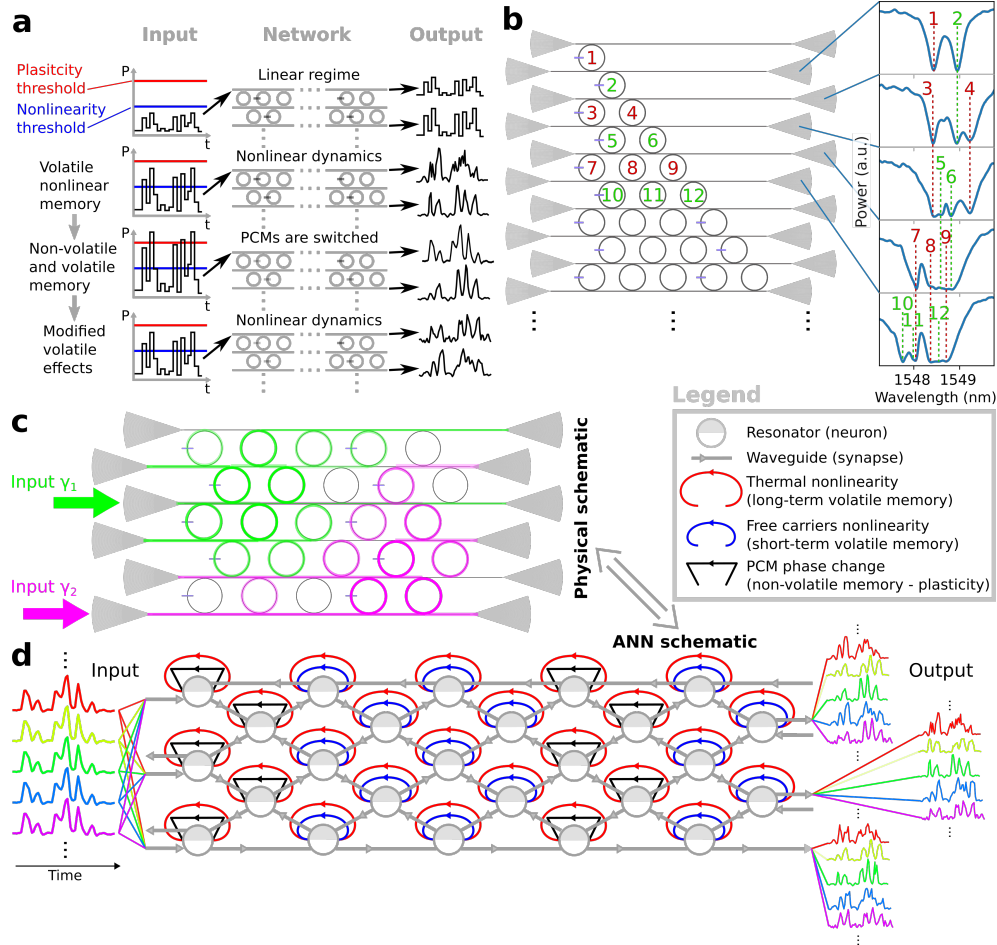 a
Input
Network
Output
Plasitcity
threshold
Nonlinearity
threshold
P
t
Linear regime
Volatile
nonlinear
memory
P
t
Nonlinear dynamics
Non-volatile
and volatile
memory
P
t
PCMs are switched
Modified
volatile
effects
P
t
Nonlinear dynamics
b
1
2
3
4
5
6
7
8
9
10
11
12
1
2
3
4
5
6
7
8
9
10
11
12
Power (a.u.)
1548
1549
Wavelength (nm)
c
Input γ1
Input γ2
Physical schematic
ANN schematic
Legend
Resonator (neuron)
Waveguide (synapse)
Thermal nonlinearity
(long-term volatile memory)
Free carriers nonlinearity
(short-term volatile memory)
PCM phase change
(non-volatile memory - plasticity)
d
Input
Output
Time